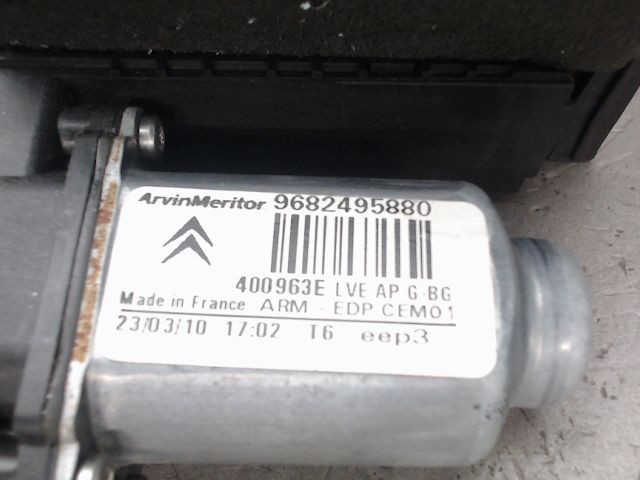 ArvinMeritor 9682495880
400963E LVE AP G-BG
Made in France ARM - EDP CEM01
23/03/10 17:02 T6 eep3